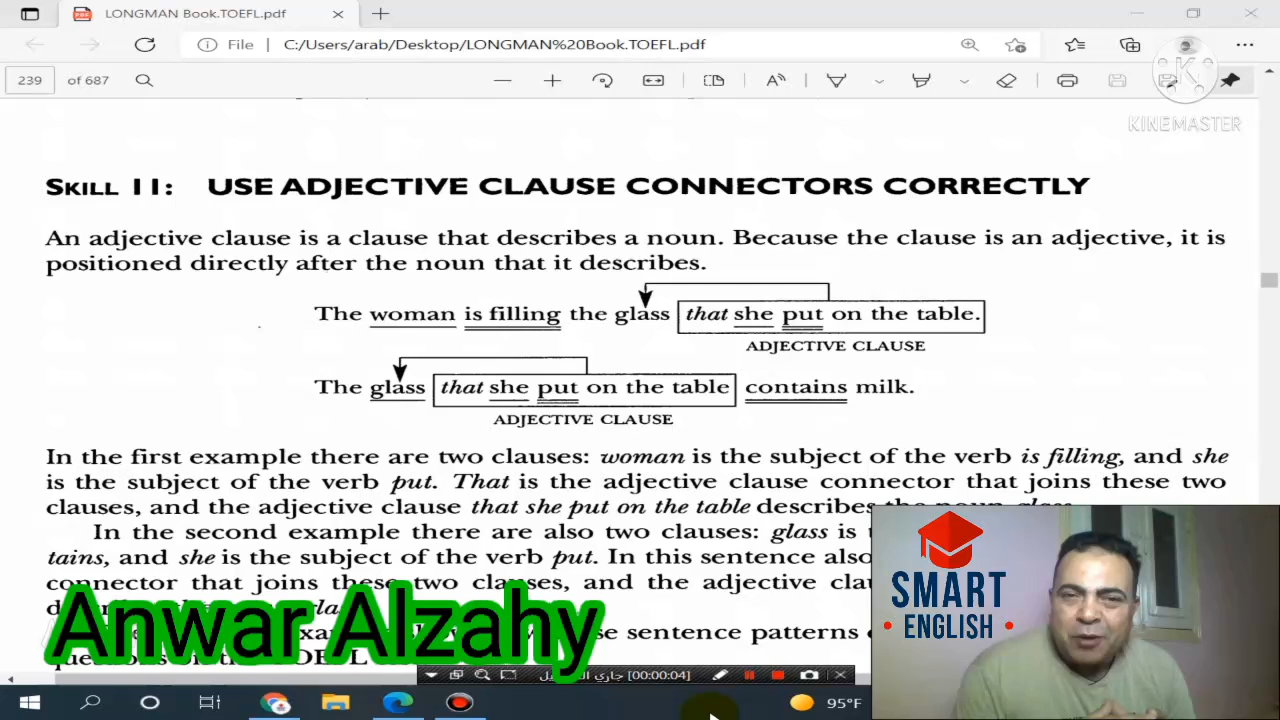 LONGMAN Book.TOEFL.pdf
File
C:/Users/arab/Desktop/LONGMAN%20Book.TOEFL.pdf
239 of 687
KINEMASTER
SKILL 11: USE ADJECTIVE CLAUSE CONNECTORS CORRECTLY
An adjective clause is a clause that describes a noun. Because the clause is an adjective, it is
positioned directly after the noun that it describes.
The woman is filling the glass that she put on the table.
ADJECTIVE CLAUSE
The glass that she put on the table contains milk.
ADJECTIVE CLAUSE
In the first example there are two clauses: woman is the subject of the verb is filling, and she
is the subject of the verb put. That is the adjective clause connector that joins these two
clauses, and the adjective clause that she put on the table describes the noun glass.
In the second example there are also two clauses: glass is
tains, and she is the subject of the verb put. In this sentence also
connector that joins these two clauses, and the adjective
SMART
ENGLISH
Anwar Alzahy
sentence patterns
جاري [00:00:04]
95°F